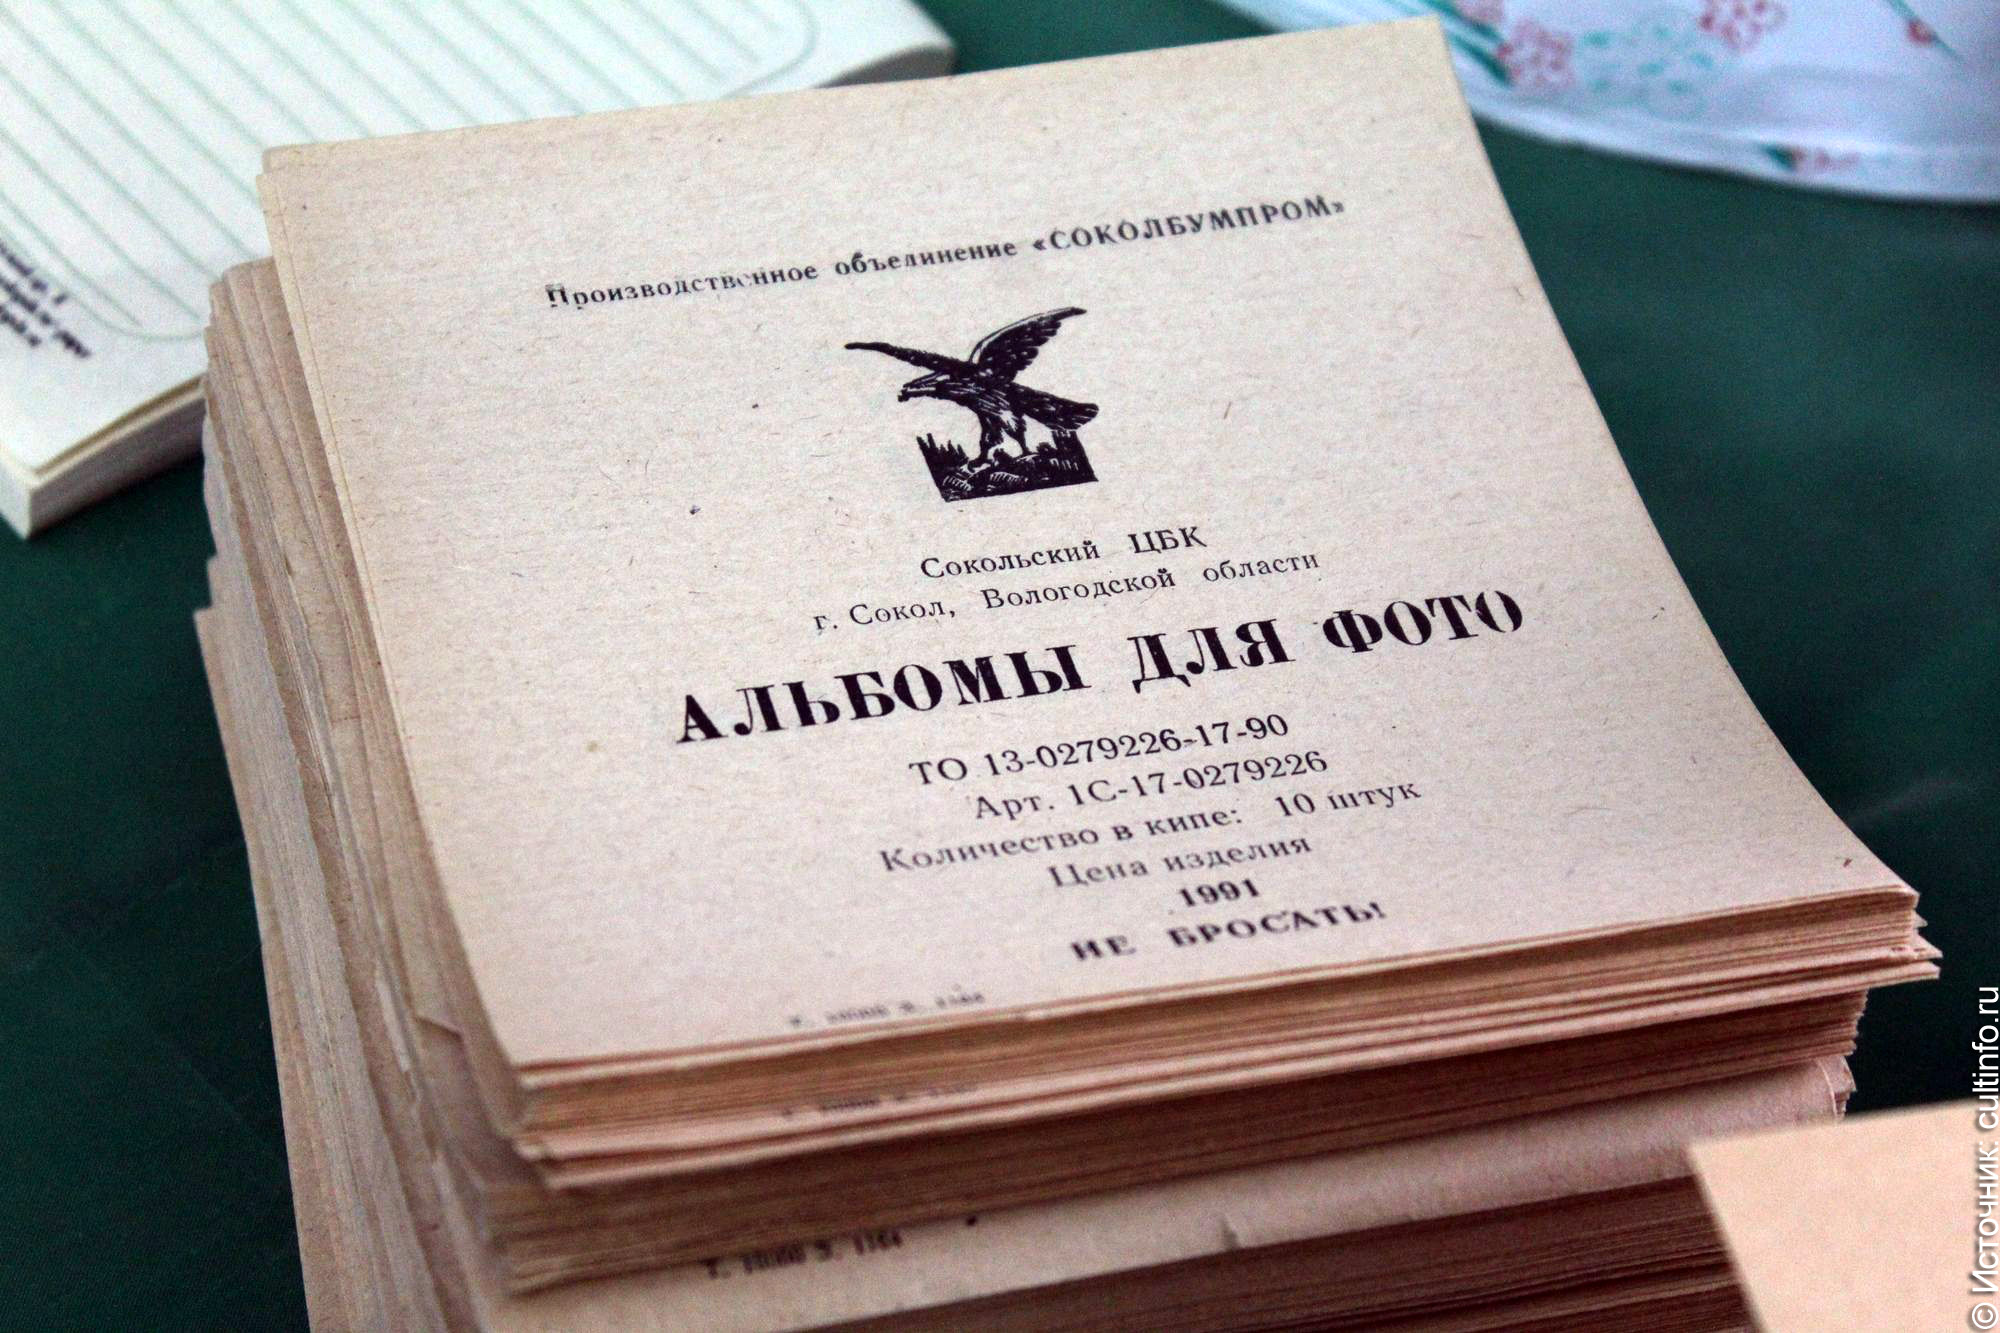 Производственное объединение «СОКОЛБУМПРОМ»
Сокольский ЦБК
г. Сокол, Вологодской области
АЛЬБОМЫ ДЛЯ ФОТО
ТО 13-0279226-17-90
Арт. 1С-17-0279226
Количество в кипе: 10 штук
Цена изделия
1991
НЕ БРОСАТЬ!
© Источник: cultinfo.ru